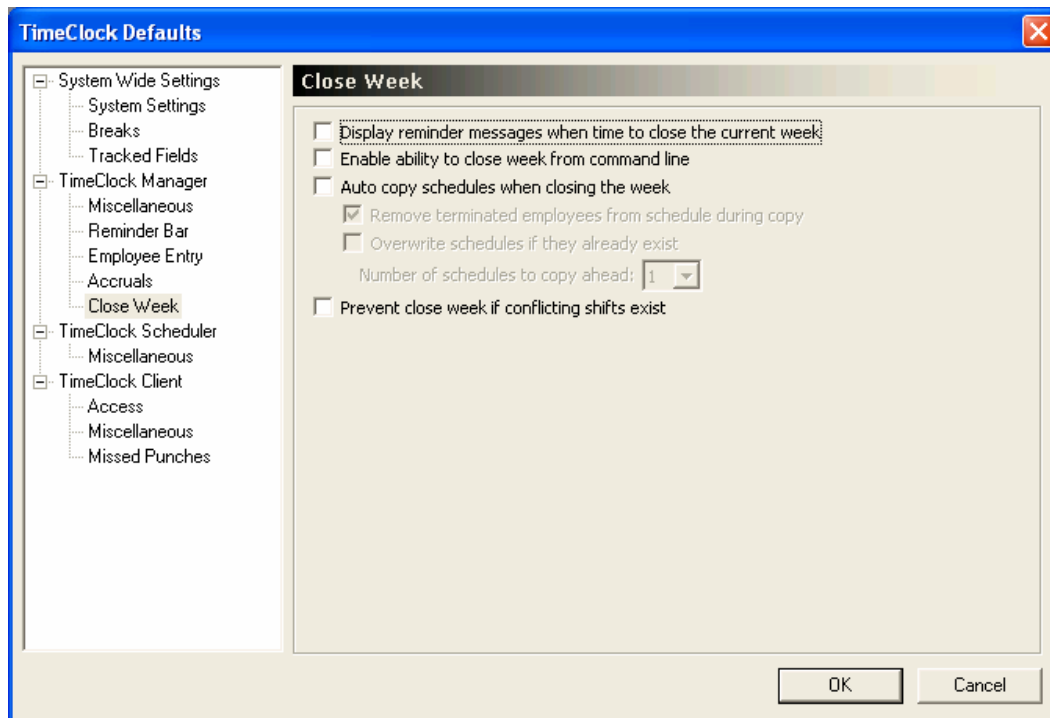 TimeClock Defaults
System Wide Settings
System Settings
Breaks
Tracked Fields
TimeClock Manager
Miscellaneous
Reminder Bar
Employee Entry
Accruals
Close Week
TimeClock Scheduler
Miscellaneous
TimeClock Client
Access
Miscellaneous
Missed Punches
Close Week
Display reminder messages when time to close the current week
Enable ability to close week from command line
Auto copy schedules when closing the week
Remove terminated employees from schedule during copy
Overwrite schedules if they already exist
Number of schedules to copy ahead: 1
Prevent close week if conflicting shifts exist
OK Cancel